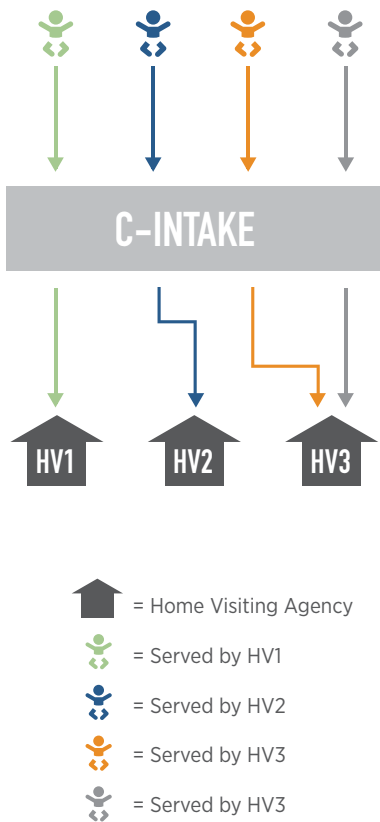 C-INTAKE
HV1 HV2 HV3
= Home Visiting Agency
= Served by HV1
= Served by HV2
= Served by HV3
= Served by HV3